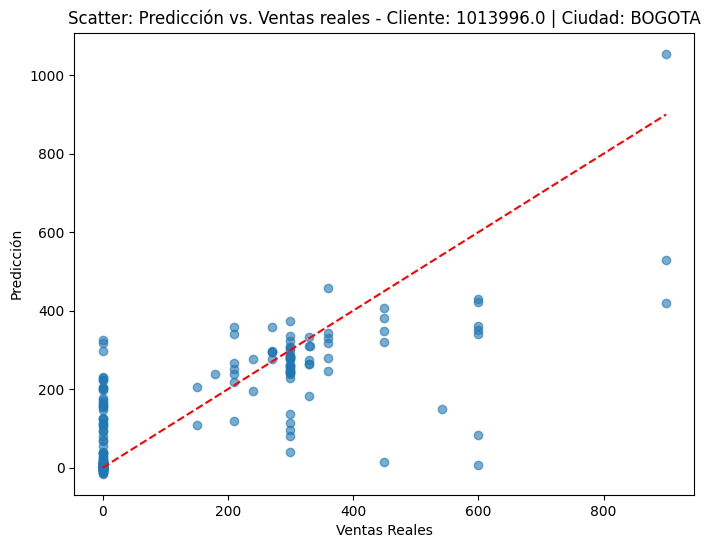 Scatter: Predicción vs. Ventas reales - Cliente: 1013996.0 | Ciudad: BOGOTA
1000
800
600
400
200
0
Predicción
0 200 400 600 800
Ventas Reales